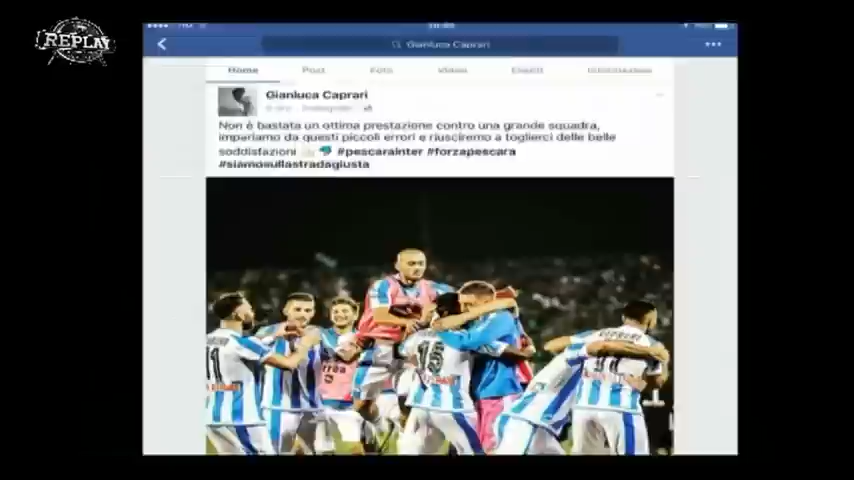 REPLAY
Gianluca Caprari
Home Post Foto Video Eventi Informazioni
Gianluca Caprari
Non è bastata un ottima prestazione contro una grande squadra,
impariamo da questi piccoli errori e riusciremo a toglierci delle belle
soddisfazioni #pescarainter #forzapescara
#siamosullastradagiusta
11
15